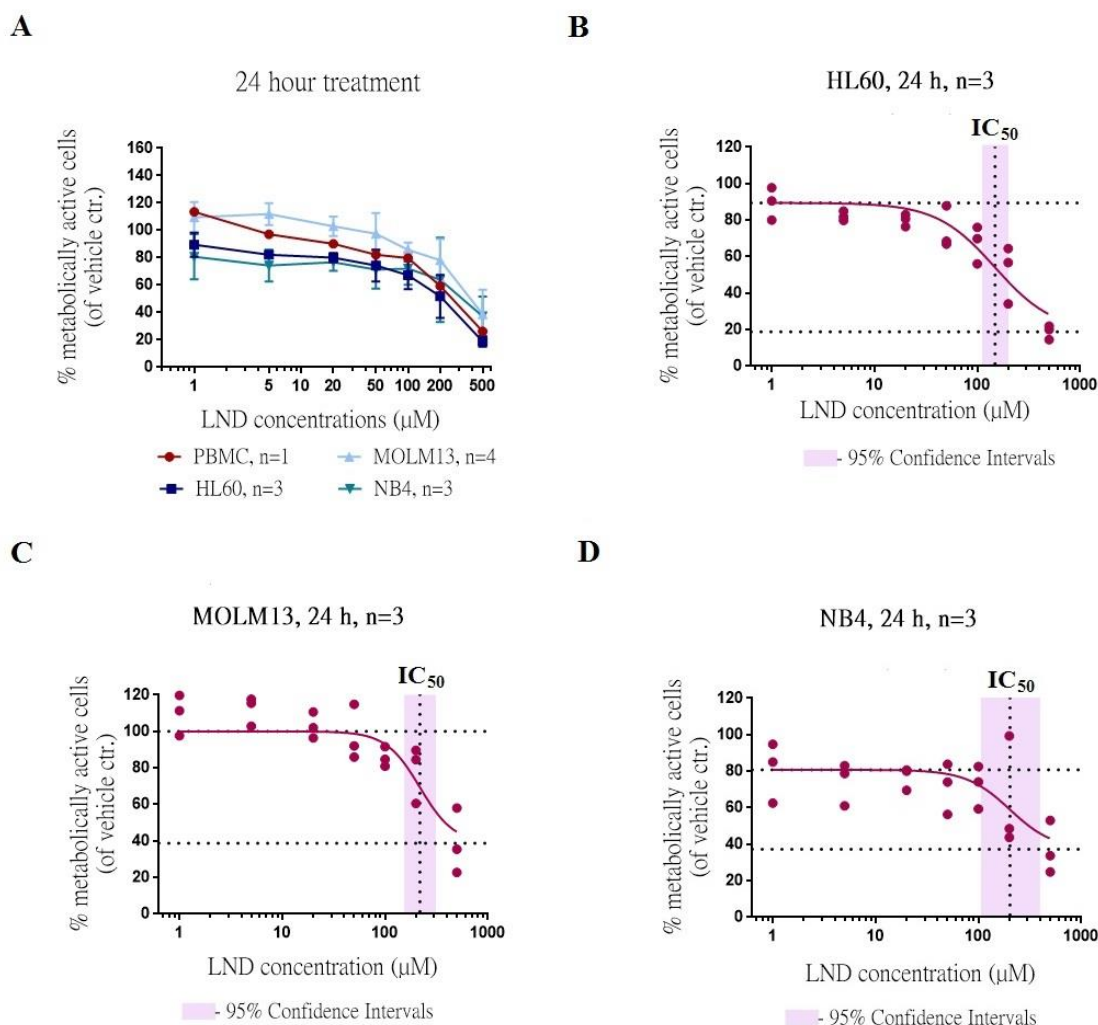 A
24 hour treatment
% metabolically active cells
(of vehicle ctr.)
160
140
120
100
80
60
40
20
0
1 5 10 20 50 100 200 500
LND concentrations (µM)
PBMC, n=1 MOLM13, n=4
HL60, n=3 NB4, n=3
B
HL60, 24 h, n=3
IC50
% metabolically active cells
(of vehicle ctr.)
120
100
80
60
40
20
0
1 10 100 1000
LND concentration (µM)
- 95% Confidence Intervals
C
MOLM13, 24 h, n=3
IC50
% metabolically active cells
(of vehicle ctr.)
120
100
80
60
40
20
0
1 10 100 1000
LND concentration (µM)
- 95% Confidence Intervals
D
NB4, 24 h, n=3
IC50
% metabolically active cells
(of vehicle ctr.)
120
100
80
60
40
20
0
1 10 100 1000
LND concentration (µM)
- 95% Confidence Intervals